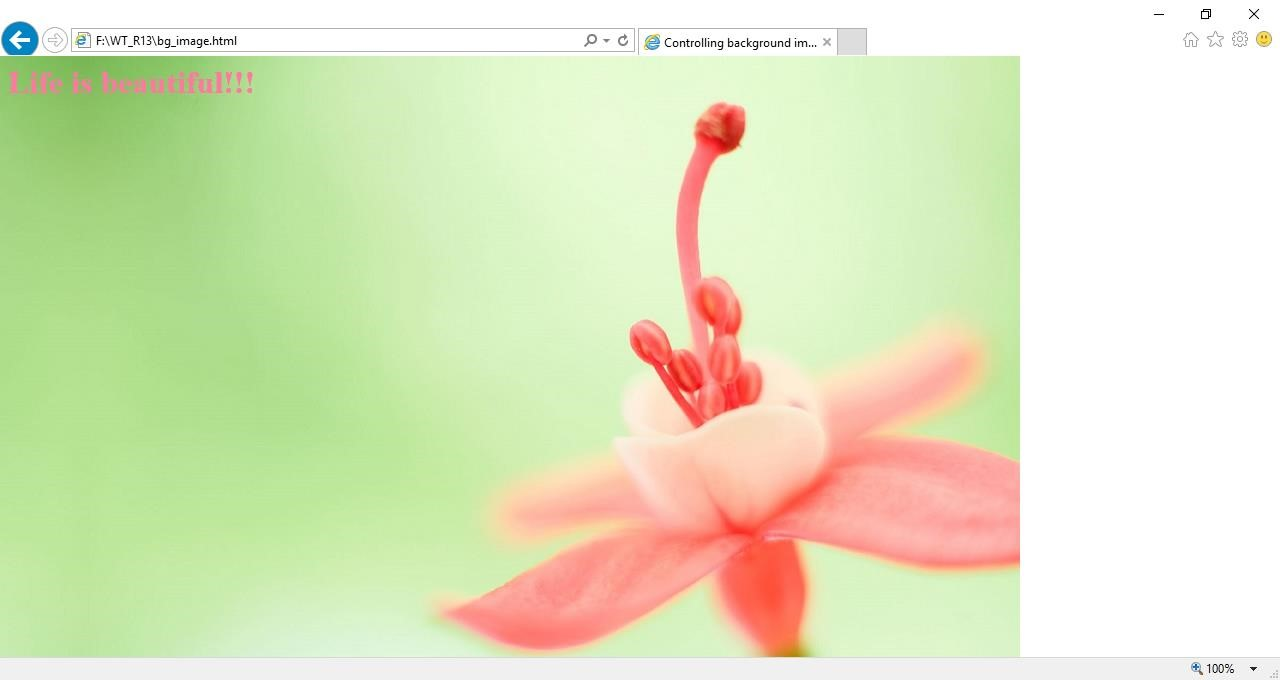 F:\WT_R13\bg_image.html
Controlling background im...
Life is beautiful!!!
100%